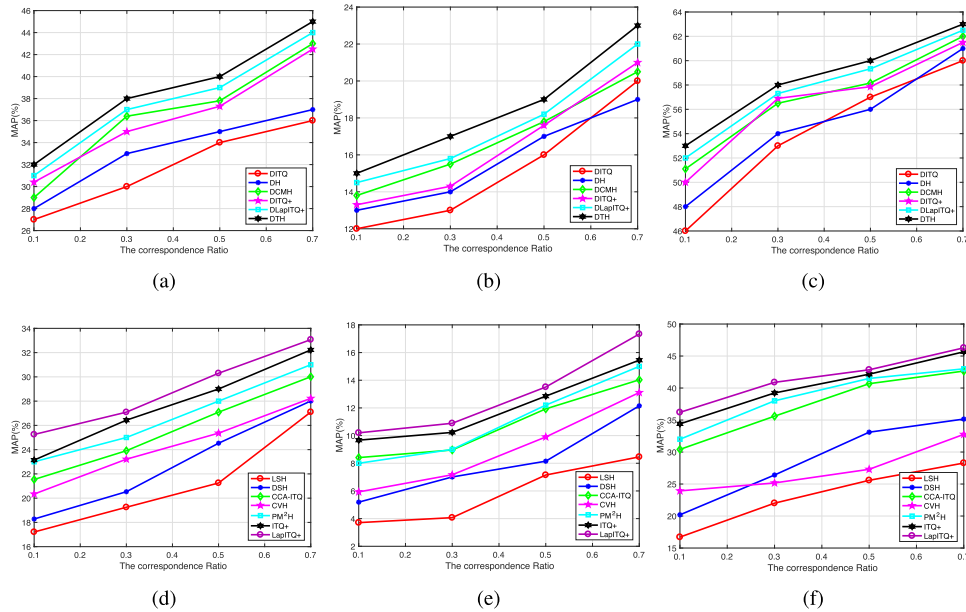 46
44
42
40
38
36
34
32
30
28
26
MAP(%)
0.1 0.2 0.3 0.4 0.5 0.6 0.7
The correspondence Ratio
DITQ
DH
DCMH
DITQ+
DLapITQ+
DTH
(a)
24
22
20
18
16
14
12
MAP(%)
0.1 0.2 0.3 0.4 0.5 0.6 0.7
The correspondence Ratio
DITQ
DH
DCMH
DITQ+
DLapITQ+
DTH
(b)
64
62
60
58
56
54
52
50
48
46
MAP(%)
0.1 0.2 0.3 0.4 0.5 0.6 0.7
The correspondence Ratio
DITQ
DH
DCMH
DITQ+
DLapITQ+
DTH
(c)
34
32
30
28
26
24
22
20
18
16
MAP(%)
0.1 0.2 0.3 0.4 0.5 0.6 0.7
The correspondence Ratio
LSH
DSH
CCA-ITQ
CVH
PM²H
ITQ+
LapITQ+
(d)
18
16
14
12
10
8
6
4
2
MAP(%)
0.1 0.2 0.3 0.4 0.5 0.6 0.7
The correspondence Ratio
LSH
DSH
CCA-ITQ
CVH
PM²H
ITQ+
LapITQ+
(e)
50
45
40
35
30
25
20
15
MAP(%)
0.1 0.2 0.3 0.4 0.5 0.6 0.7
The correspondence Ratio
LSH
DSH
CCA-ITQ
CVH
PM²H
ITQ+
LapITQ+
(f)